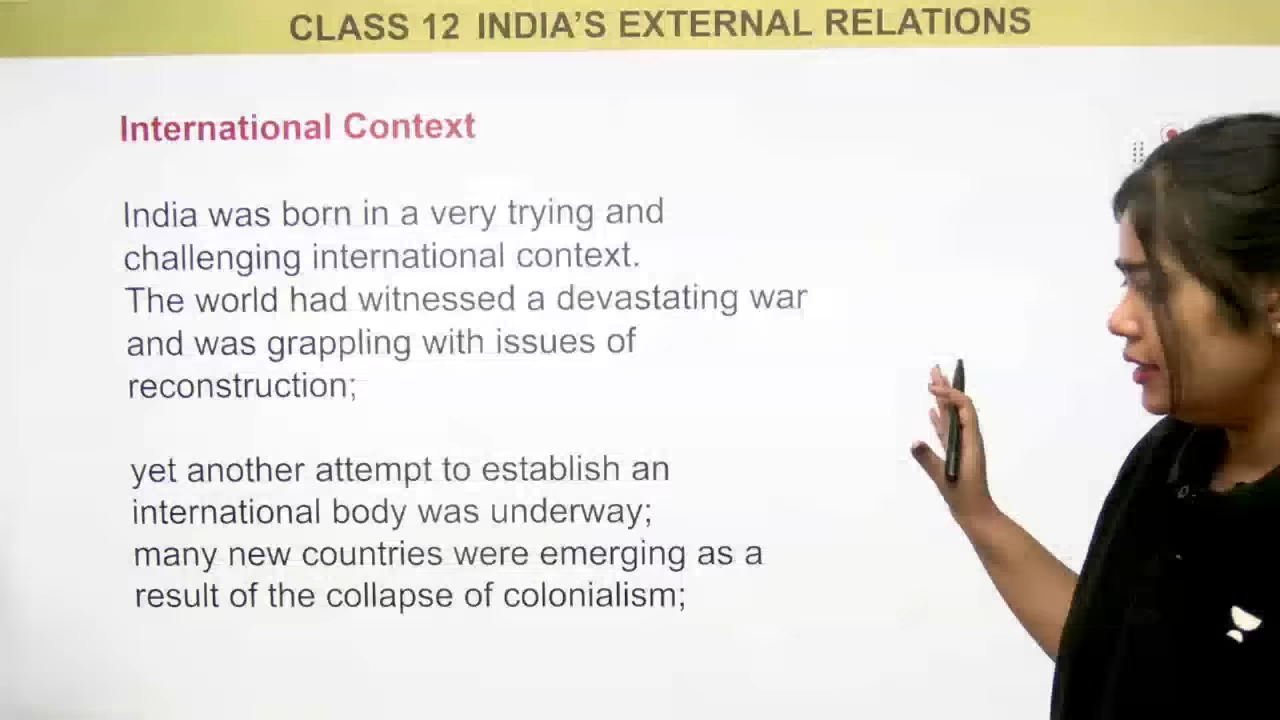 CLASS 12 INDIA'S EXTERNAL RELATIONS
International Context
India was born in a very trying and
challenging international context.
The world had witnessed a devastating war
and was grappling with issues of
reconstruction;
yet another attempt to establish an
international body was underway;
many new countries were emerging as a
result of the collapse of colonialism;